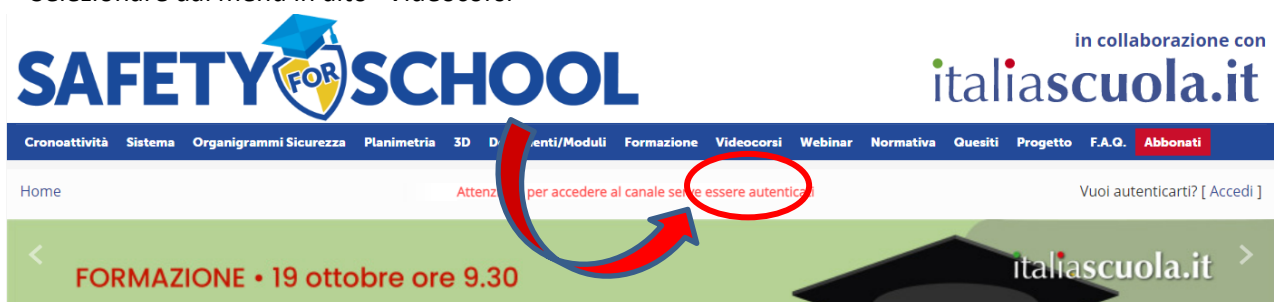 in collaborazione con
SAFETY FOR SCHOOL
italiascuola.it
Cronoattività Sistema Organigrammi Sicurezza Planimetria 3D Formazione Videocorsi Webinar Normativa Quesiti Progetto F.A.Q. Abbonati
Home
per accedere al canale serve essere autenticati
Vuoi autenticarti? [ Accedi ]
FORMAZIONE • 19 ottobre ore 9.30
italiascuola.it